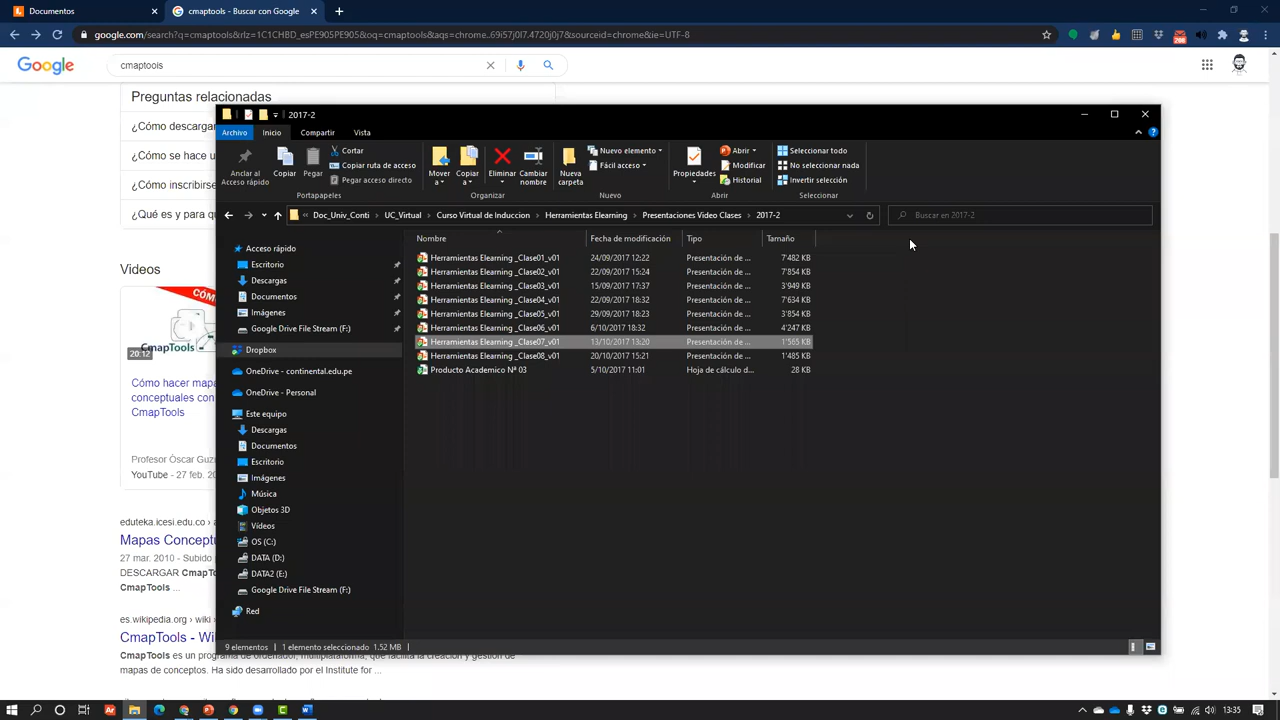 Documentos
cmaptools - Buscar con Google
google.com/search?q=cmaptools&rlz=1C1CHBD_esPE905PE905&oq=cmaptools&aqs=chrome..69i57j0l7.4720j0j7&sourceid=chrome&ie=UTF-8
Google
cmaptools
Preguntas relacionadas
¿Cómo descargar
¿Cómo se hace u
¿Cómo inscribirse
¿Qué es y para q
Videos
CÓM
CmapTools
20:12
Cómo hacer mapa
conceptuales con
CmapTools
Profesor Óscar Guz
YouTube - 27 feb. 20
eduteka.icesi.edu.co › a
Mapas Conceptu
27 mar. 2010 - Subido
DESCARGAR CmapTo
CmapTools ...
es.wikipedia.org › wiki
CmapTools - Wi
CmapTools es un programa de ordenador, multiplataforma, que facilita la creación y gestión de
mapas de conceptos. Ha sido desarrollado por el Institute for ...
2017-2
Archivo
Inicio
Compartir
Vista
Anclar al
Acceso rápido
Copiar
Pegar
Cortar
Copiar ruta de acceso
Pegar acceso directo
Portapapeles
Mover
a
Copiar
a
Eliminar
Cambiar
nombre
Organizar
Nueva
carpeta
Nuevo elemento
Fácil acceso
Nuevo
Propiedades
Abrir
Modificar
Historial
Abrir
Seleccionar todo
No seleccionar nada
Invertir selección
Seleccionar
« Doc_Univ_Conti › UC_Virtual › Curso Virtual de Induccion › Herramientas Elearning › Presentaciones Video Clases › 2017-2
Buscar en 2017-2
Acceso rápido
Escritorio
Descargas
Documentos
Imágenes
Google Drive File Stream (F:)
Dropbox
OneDrive - continental.edu.pe
OneDrive - Personal
Este equipo
Descargas
Documentos
Escritorio
Imágenes
Música
Objetos 3D
Vídeos
OS (C:)
DATA (D:)
DATA2 (E:)
Google Drive File Stream (F:)
Red
Nombre Fecha de modificación Tipo Tamaño
Herramientas Elearning _Clase01_v01 24/09/2017 12:22 Presentación de ... 7'482 KB
Herramientas Elearning _Clase02_v01 22/09/2017 15:24 Presentación de ... 7'854 KB
Herramientas Elearning _Clase03_v01 15/09/2017 17:37 Presentación de ... 3'949 KB
Herramientas Elearning _Clase04_v01 22/09/2017 18:32 Presentación de ... 7'634 KB
Herramientas Elearning _Clase05_v01 29/09/2017 18:23 Presentación de ... 3'854 KB
Herramientas Elearning _Clase06_v01 6/10/2017 18:32 Presentación de ... 4'247 KB
Herramientas Elearning _Clase07_v01 13/10/2017 13:20 Presentación de ... 1'565 KB
Herramientas Elearning _Clase08_v01 20/10/2017 15:21 Presentación de ... 1'485 KB
Producto Academico Nª 03 5/10/2017 11:01 Hoja de cálculo d... 28 KB
9 elementos
1 elemento seleccionado 1.52 MB
13:35